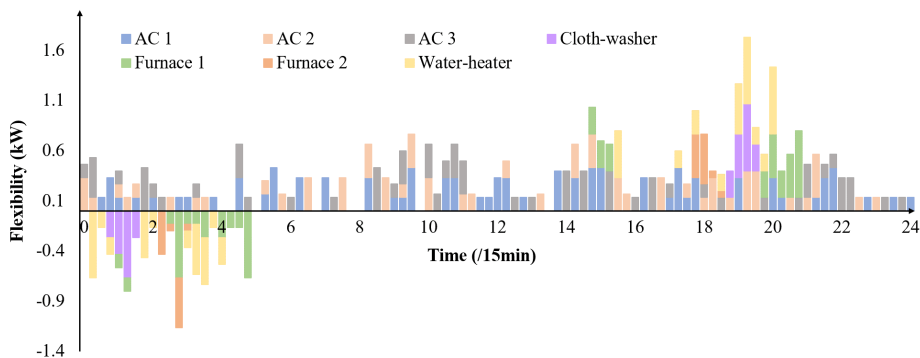 1.6
AC 1 AC 2 AC 3 Cloth-washer
Furnace 1 Furnace 2 Water-heater
1.1
0.6
0.1
-0.4
-0.9
-1.4
Flexibility (kW)
0 2 4 6 8 10 12 14 16 18 20 22 24
Time (/15min)